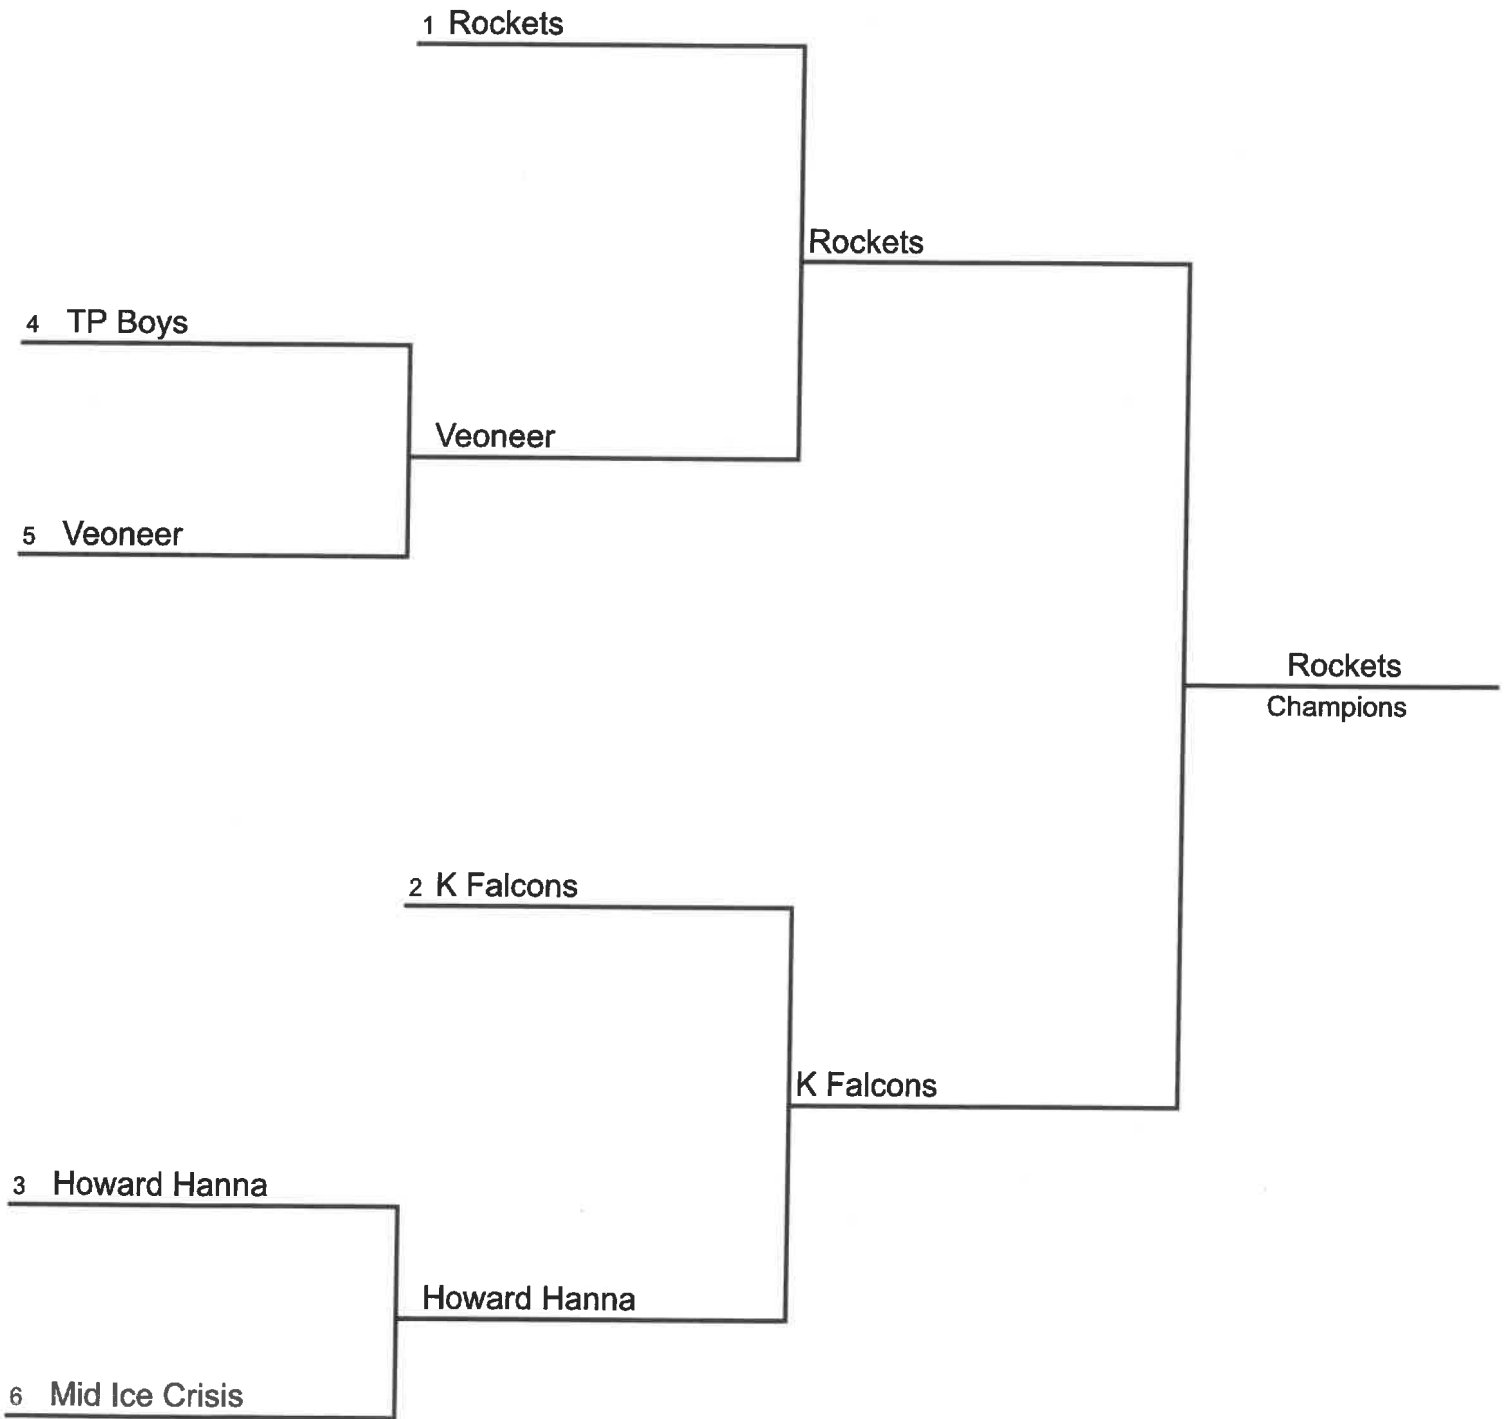 1 Rockets
Rockets
4 TP Boys
Veoneer
5 Veoneer
Rockets
Champions
2 K Falcons
K Falcons
3 Howard Hanna
Howard Hanna
6 Mid Ice Crisis